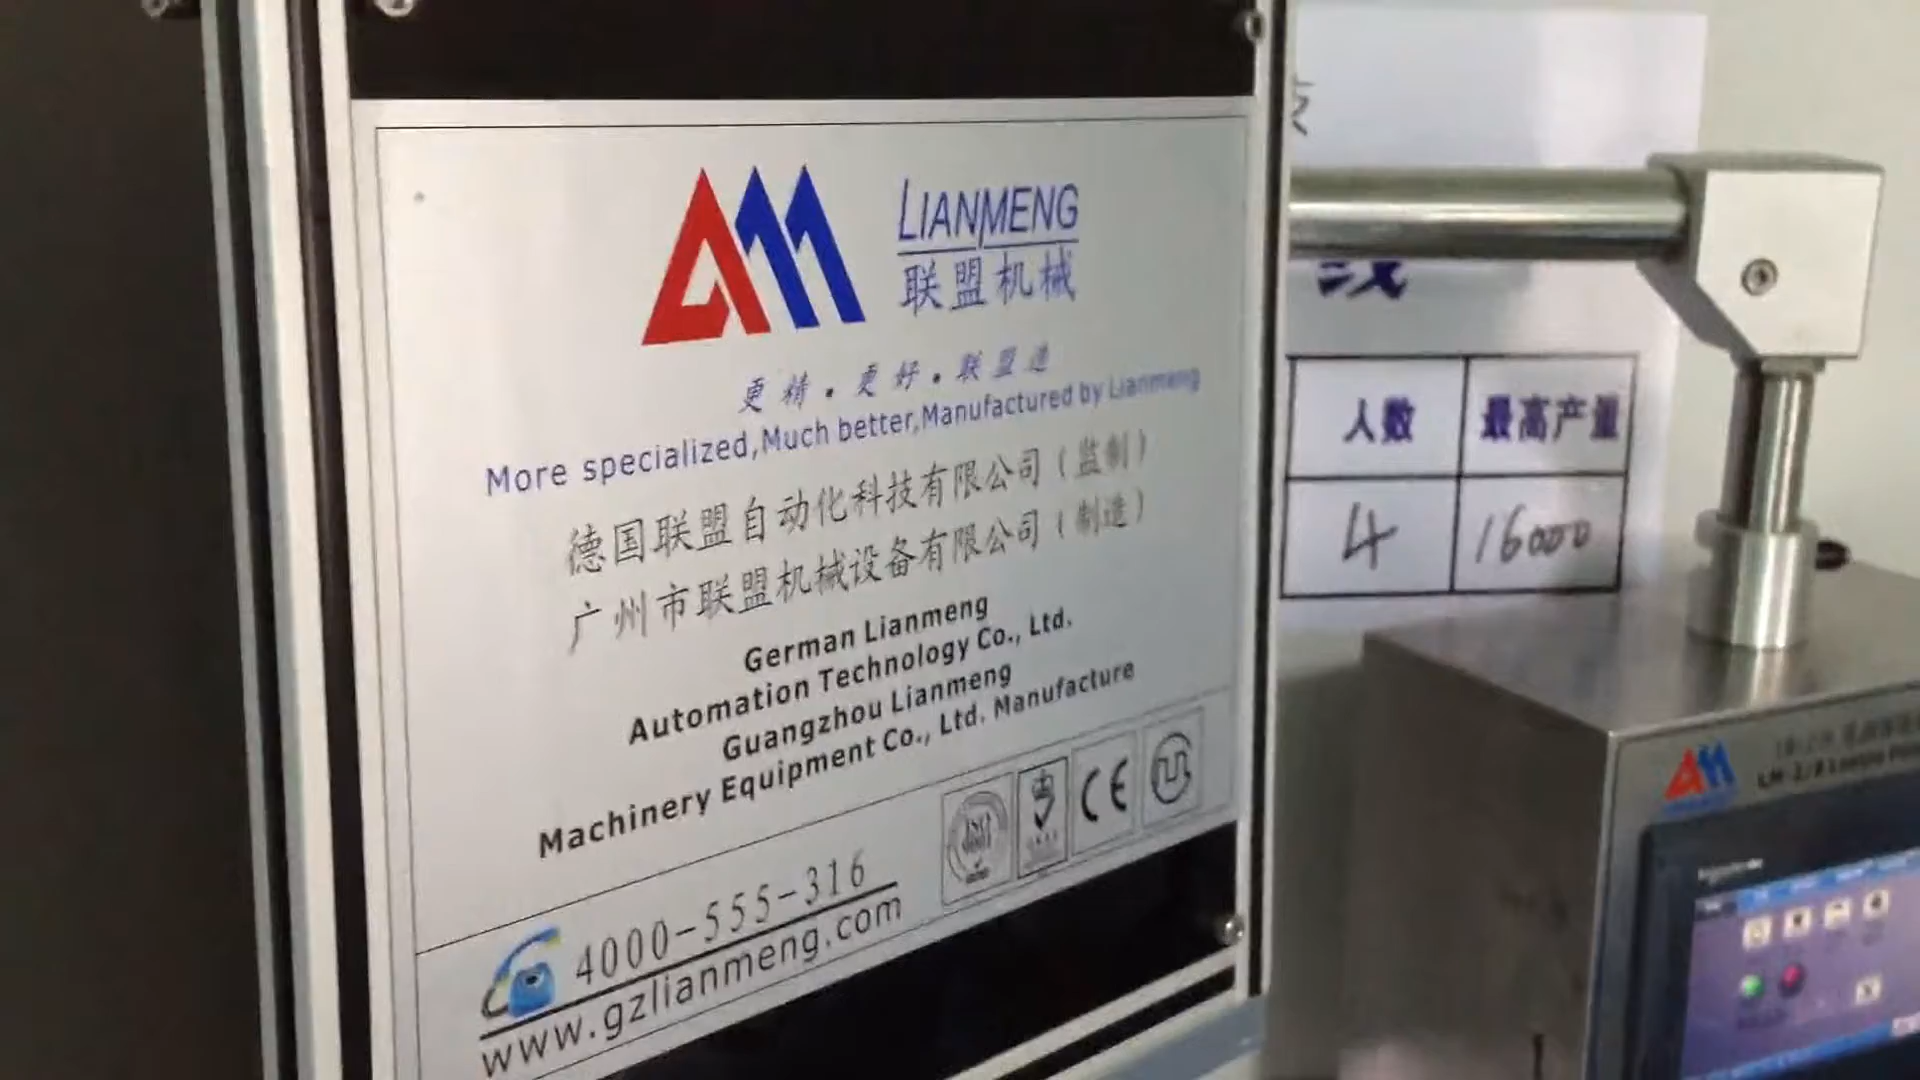 LIANMENG
联盟机械
更精·更好·联盟造
More specialized,Much better,Manufactured by Lianmeng
德国联盟自动化科技有限公司（监制）
广州市联盟机械设备有限公司（制造）
German Lianmeng
Automation Technology Co., Ltd.
Guangzhou Lianmeng
Machinery Equipment Co., Ltd. Manufacture
CE
4000-555-316
www.gzlianmeng.com
人数 最高产量
4 16000